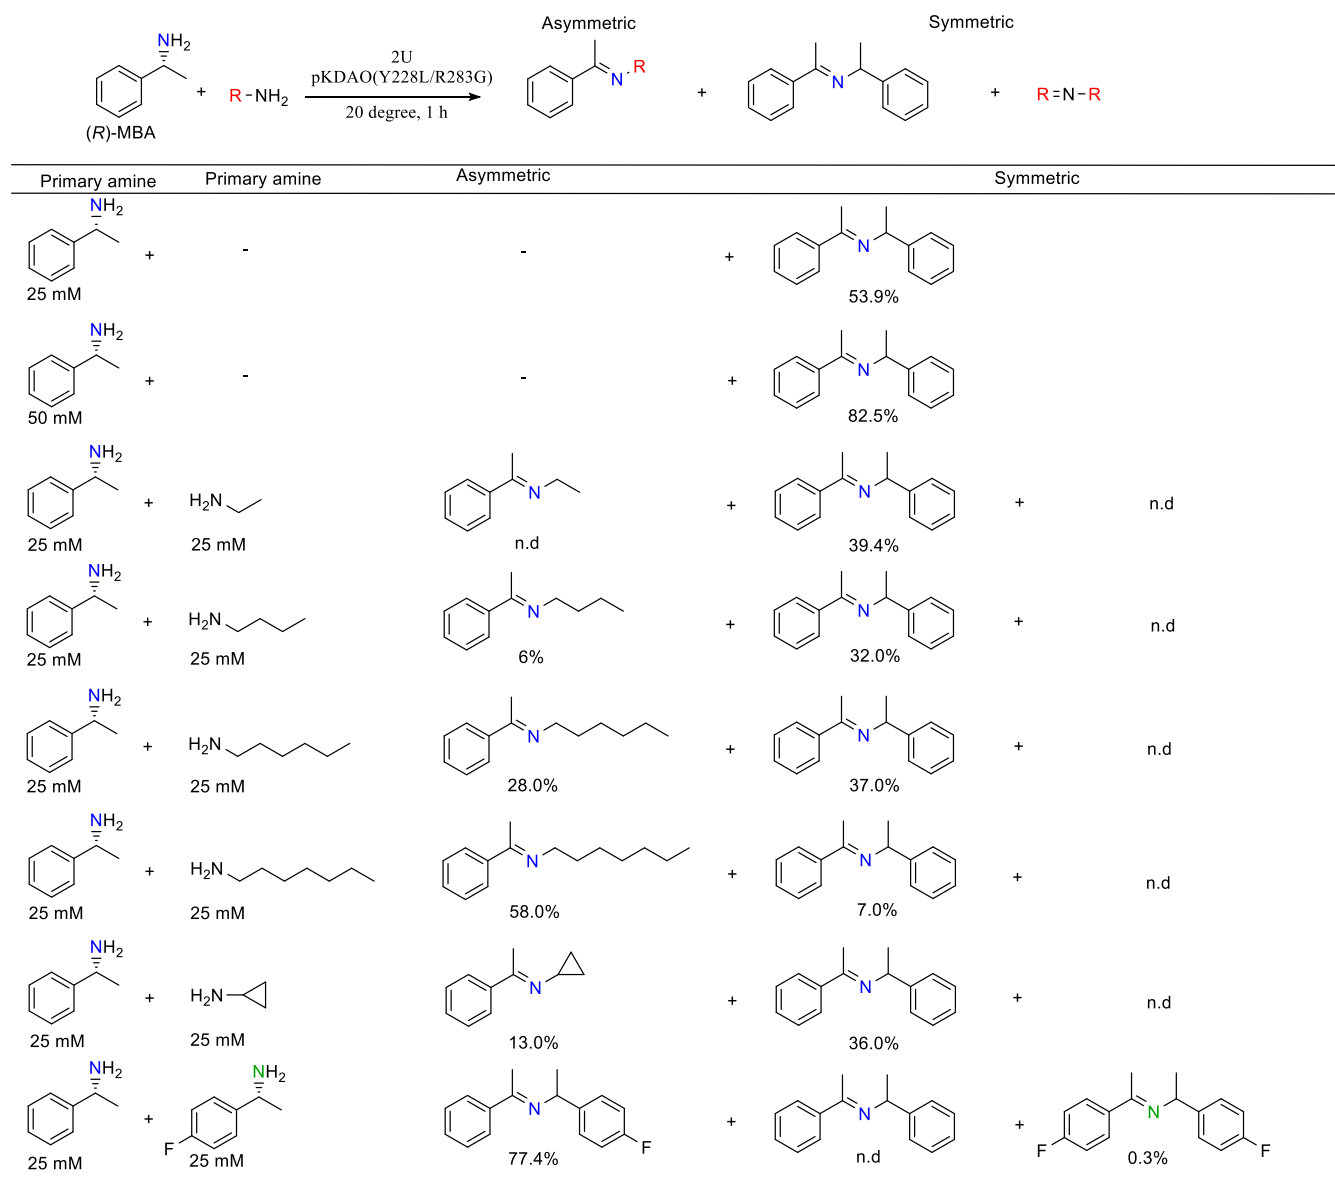 Asymmetric Symmetric
NH2
2U
pKDAO(Y228L/R283G)
20 degree, 1 h
+ R-NH2
N R + N + R=N-R
(R)-MBA
Primary amine Primary amine Asymmetric Symmetric
NH2
+ - - + N
25 mM 53.9%
NH2
+ - - + N
50 mM 82.5%
NH2
+ H2N N + N + n.d
25 mM 25 mM n.d 39.4%
NH2
+ H2N N + N + n.d
25 mM 25 mM 6% 32.0%
NH2
+ H2N N + N + n.d
25 mM 25 mM 28.0% 37.0%
NH2
+ H2N N + N + n.d
25 mM 25 mM 58.0% 7.0%
NH2
+ H2N N + N + n.d
25 mM 25 mM 13.0% 36.0%
NH2 NH2
+ N + N + N
F F F F
25 mM 25 mM 77.4% n.d 0.3%